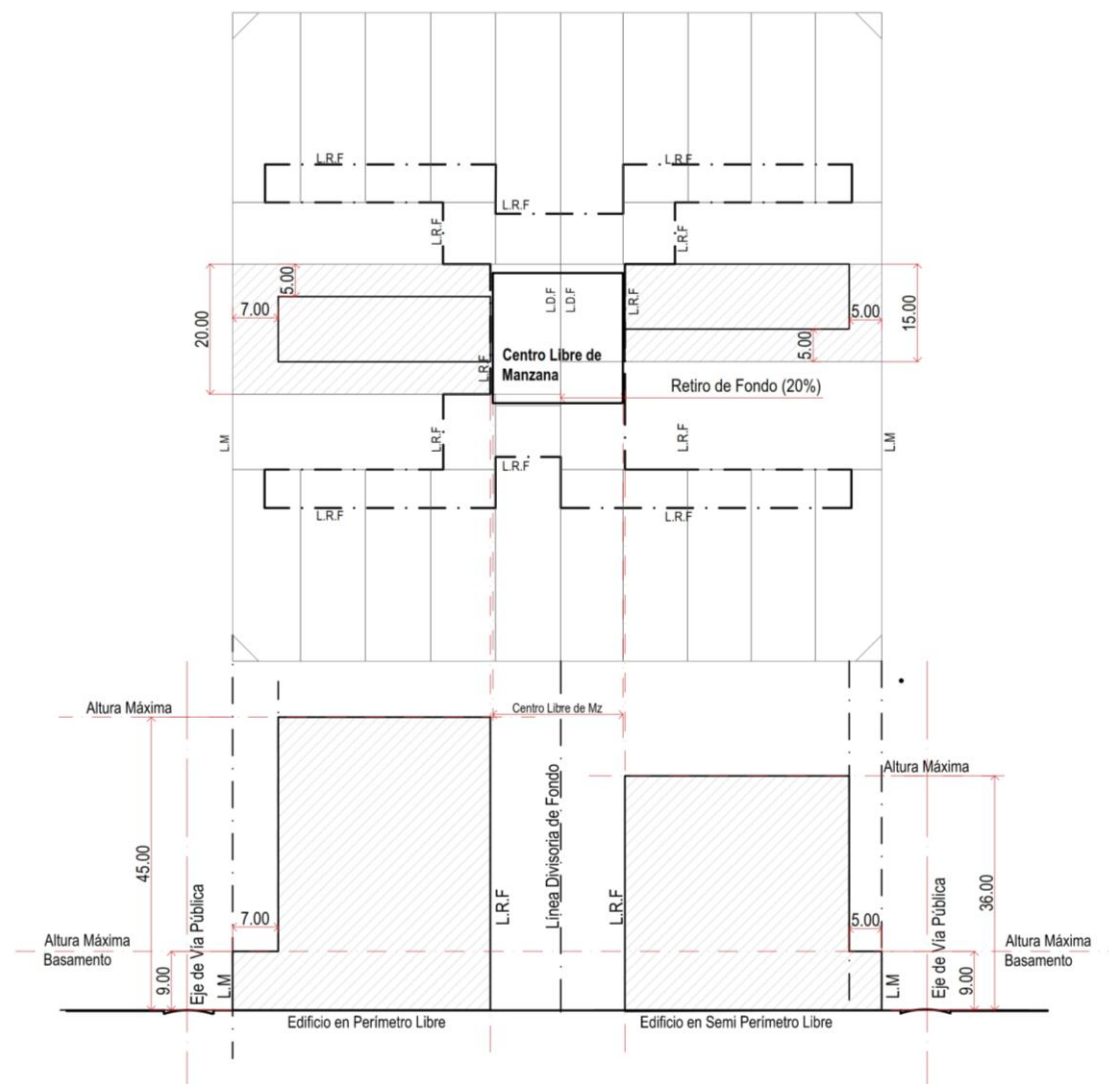 L.R.F
L.R.F
L.R.F
L.R.F
L.R.F
5.00
7.00
20.00
L.D.F
L.D.F
L.R.F
5.00
15.00
5.00
Centro Libre de
Manzana
L.R.F
Retiro de Fondo (20%)
L.M
L.R.F
L.R.F
L.M
L.R.F
L.R.F
L.R.F
Altura Máxima
Centro Libre de Mz
Altura Máxima
45.00
Eje de Vía Pública
7.00
L.R.F
Línea Divisoria de Fondo
L.R.F
5.00
Eje de Vía Pública
36.00
Altura Máxima
Basamento
9.00
L.M
L.M
9.00
Altura Máxima
Basamento
Edificio en Perímetro Libre
Edificio en Semi Perímetro Libre